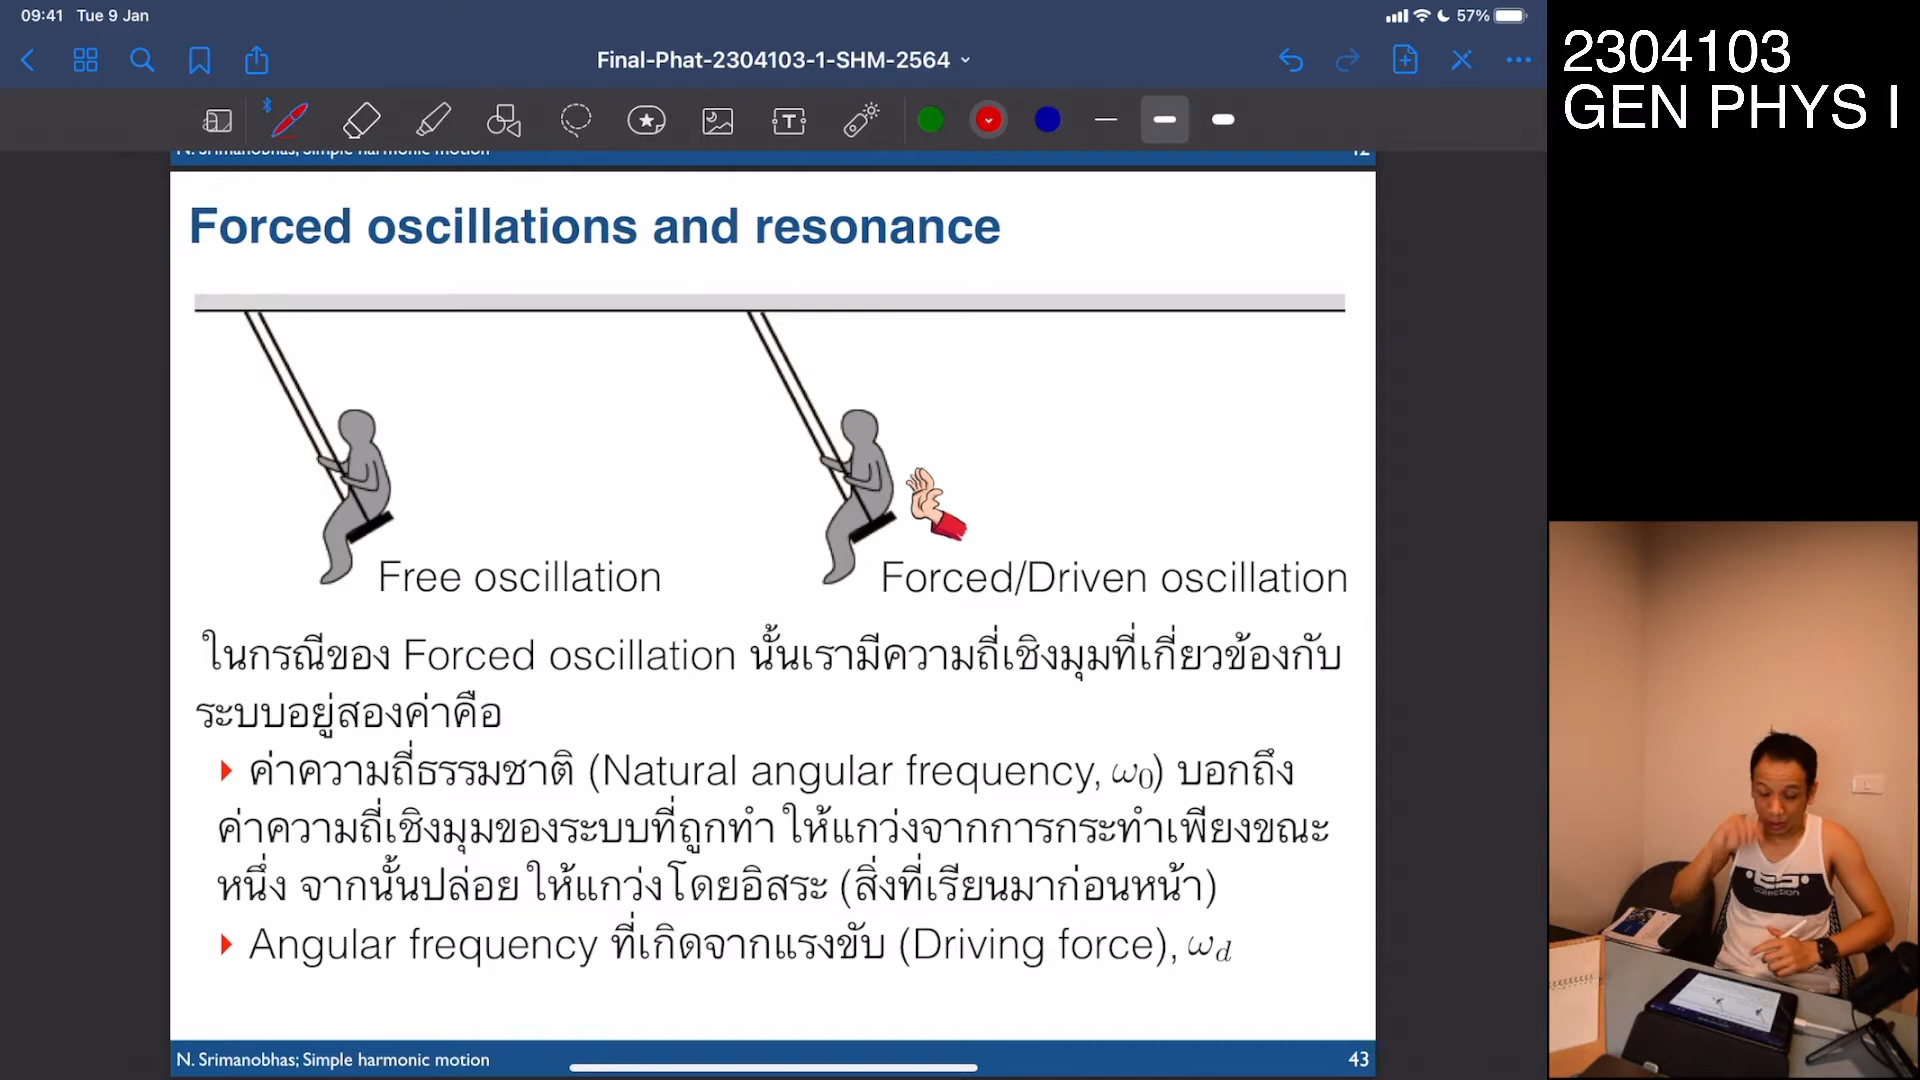 09:41 Tue 9 Jan
57%
Final-Phat-2304103-1-SHM-2564
2304103
GEN PHYS I
N. Srimanobhas; Simple harmonic motion
42
Forced oscillations and resonance
Free oscillation
Forced/Driven oscillation
ในกรณีของ Forced oscillation นั้นเรามีความถี่เชิงมุมที่เกี่ยวข้องกับ
ระบบอยู่สองค่าคือ
ค่าความถี่ธรรมชาติ (Natural angular frequency, ω₀) บอกถึง
ค่าความถี่เชิงมุมของระบบที่ถูกทำให้แกว่งจากการกระทำเพียงขณะ
หนึ่ง จากนั้นปล่อยให้แกว่งโดยอิสระ (สิ่งที่เรียนมาก่อนหน้า)
Angular frequency ที่เกิดจากแรงขับ (Driving force), ω_d
N. Srimanobhas; Simple harmonic motion
43